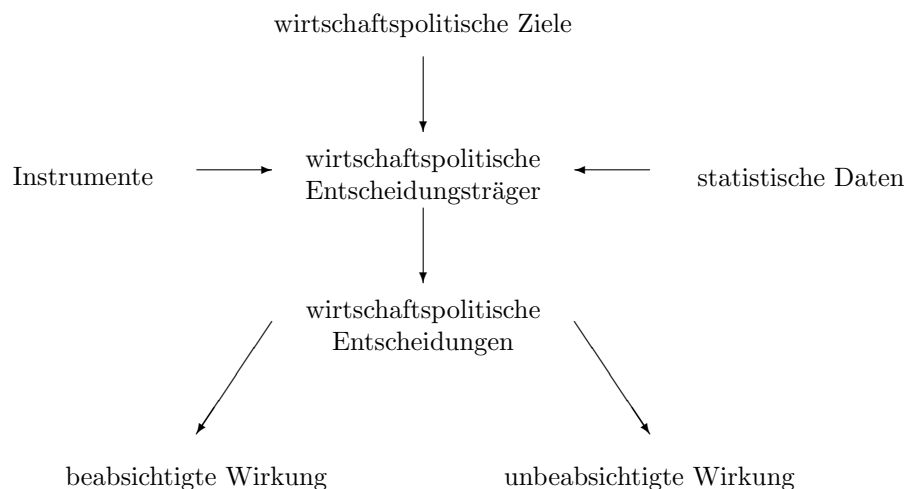 wirtschaftspolitische Ziele
Instrumente
wirtschaftspolitische
Entscheidungsträger
statistische Daten
wirtschaftspolitische
Entscheidungen
beabsichtigte Wirkung
unbeabsichtigte Wirkung